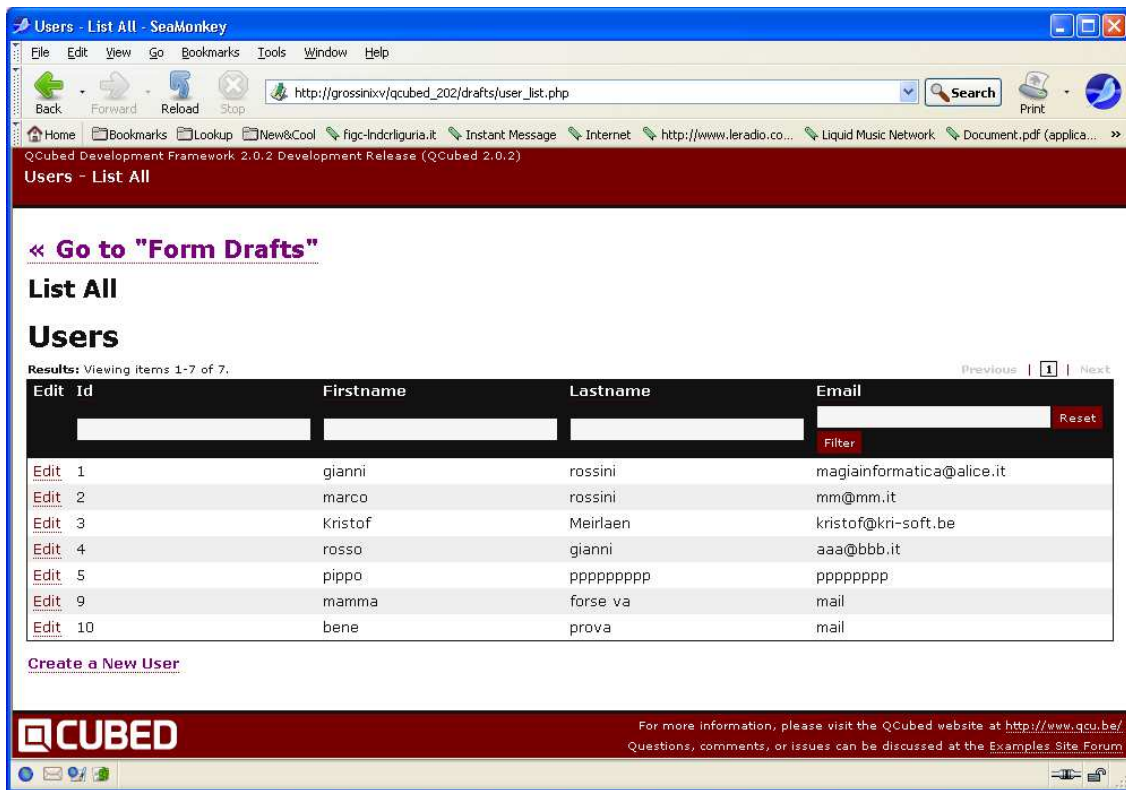 Users - List All - SeaMonkey
File Edit View Go Bookmarks Tools Window Help
Back Forward Reload Stop http://grossinixv/qcubed_202/drafts/user_list.php Search Print
Home Bookmarks Lookup New&Cool figc-lndcrliguria.it Instant Message Internet http://www.leradio.co... Liquid Music Network Document.pdf (applica... »
QCubed Development Framework 2.0.2 Development Release (QCubed 2.0.2)
Users - List All
« Go to "Form Drafts"
List All
Users
Results: Viewing items 1-7 of 7. Previous | 1 | Next
Edit Id Firstname Lastname Email
Reset
Filter
Edit 1 gianni rossini magiainformatica@alice.it
Edit 2 marco rossini mm@mm.it
Edit 3 Kristof Meirlaen kristof@kri-soft.be
Edit 4 rosso gianni aaa@bbb.it
Edit 5 pippo ppppppppp pppppppp
Edit 9 mamma forse va mail
Edit 10 bene prova mail
Create a New User
QCUBED
For more information, please visit the QCubed website at http://www.qcu.be/
Questions, comments, or issues can be discussed at the Examples Site Forum